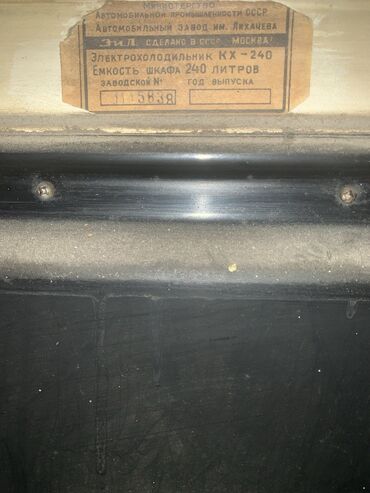 МИНИСТЕРСТВО
АВТОМОБИЛЬНОЙ ПРОМЫШЛЕННОСТИ СССР
АВТОМОБИЛЬНЫЙ ЗАВОД ИМ. ЛИХАЧЕВА
ЗИЛ СДЕЛАНО В СССР МОСКВА
ЭЛЕКТРОХОЛОДИЛЬНИК КХ-240
ЕМКОСТЬ ШКАФА 240 ЛИТРОВ
ЗАВОДСКОЙ № ГОД ВЫПУСКА